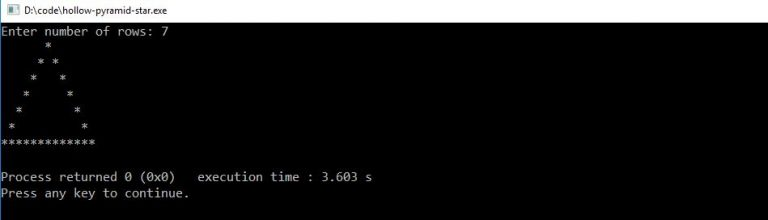 D:\code\hollow-pyramid-star.exe
Enter number of rows: 7
      *
     * *
    *   *
   *     *
  *       *
 *         *
*************
Process returned 0 (0x0)   execution time : 3.603 s
Press any key to continue.